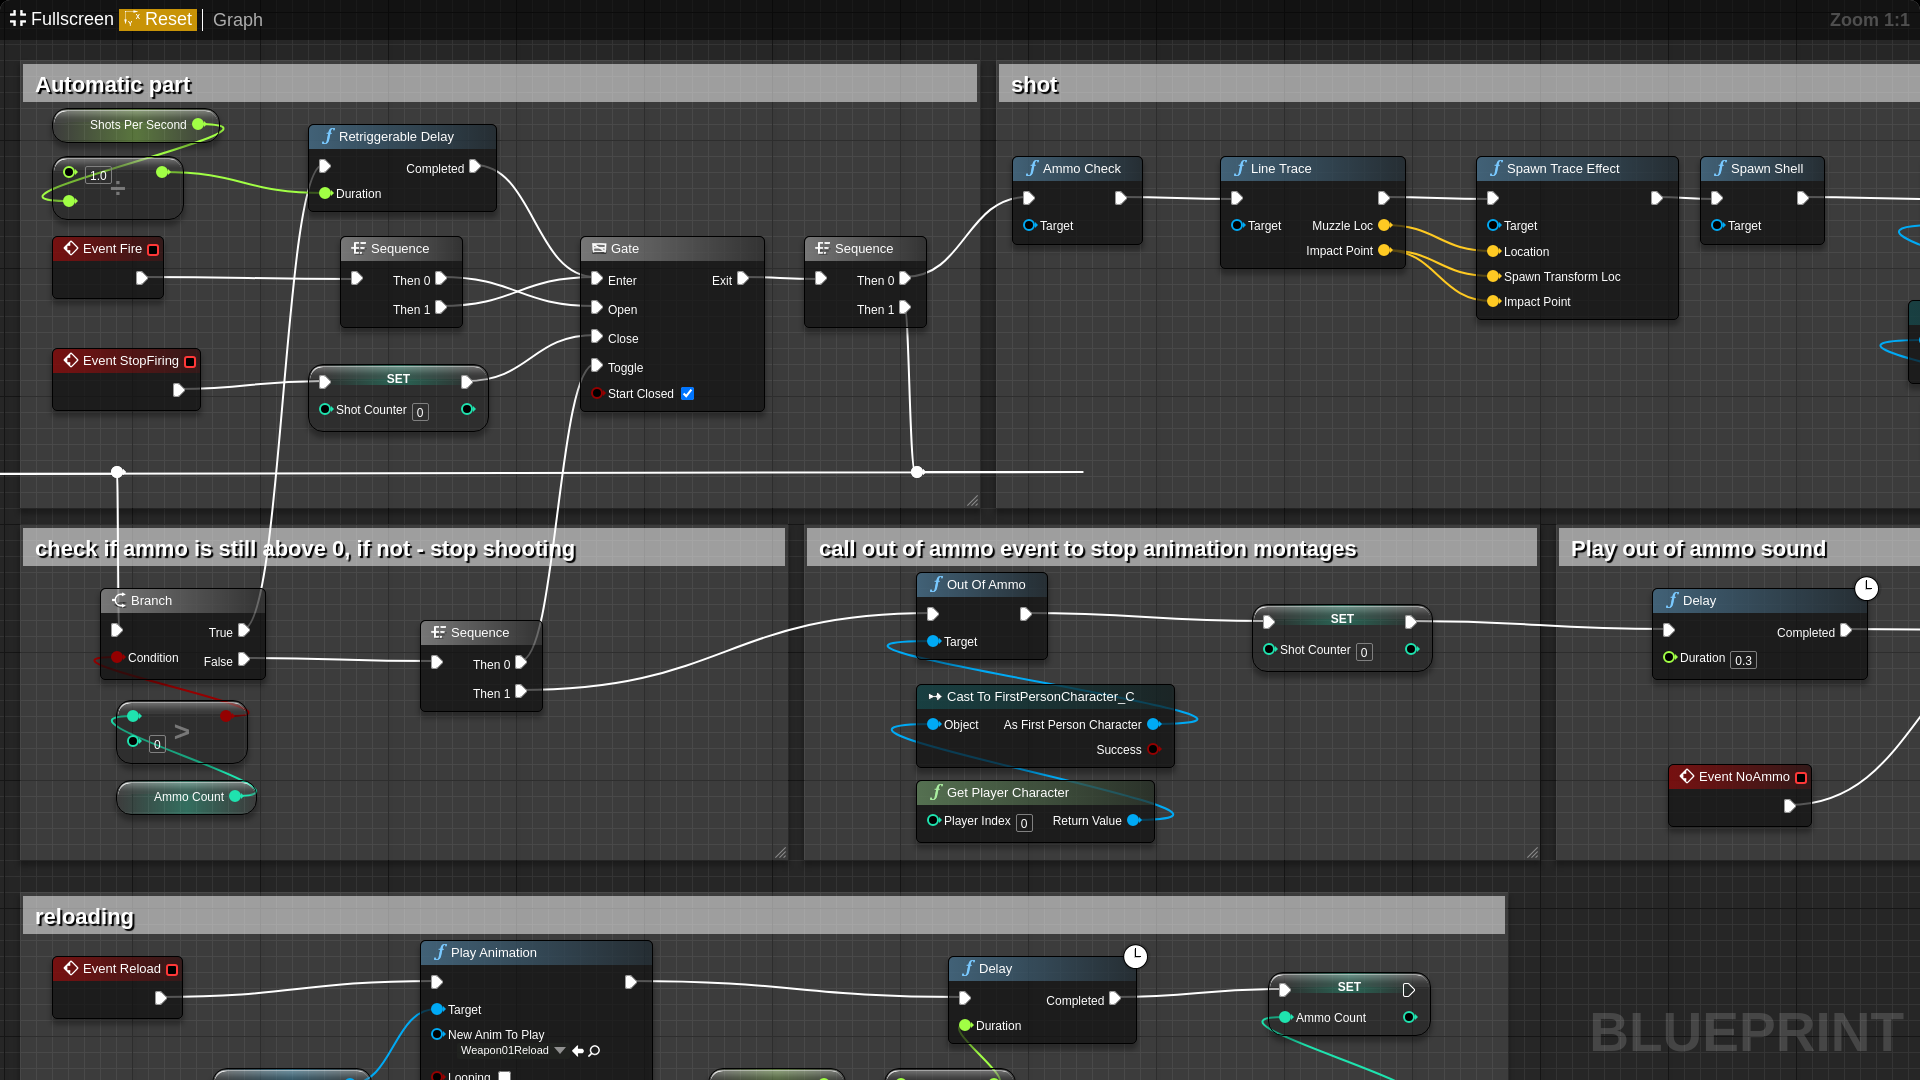 Fullscreen Reset Graph Zoom 1:1
Automatic part
Shots Per Second
1.0 ÷
Retriggerable Delay
Completed
Duration
Event Fire
Sequence
Then 0
Then 1
Gate
Enter Exit
Open
Close
Toggle
Start Closed
Sequence
Then 0
Then 1
Event StopFiring
SET
Shot Counter 0
shot
Ammo Check
Target
Line Trace
Target Muzzle Loc
Impact Point
Spawn Trace Effect
Target
Location
Spawn Transform Loc
Impact Point
Spawn Shell
Target
check if ammo is still above 0, if not - stop shooting
Branch
True
Condition False
0 >
Ammo Count
Sequence
Then 0
Then 1
call out of ammo event to stop animation montages
Out Of Ammo
Target
SET
Shot Counter 0
Cast To FirstPersonCharacter_C
Object As First Person Character
Success
Get Player Character
Player Index 0 Return Value
Play out of ammo sound
Delay
Completed
Duration 0.3
Event NoAmmo
reloading
Event Reload
Play Animation
Target
New Anim To Play
Weapon01Reload
Looping
Delay
Completed
Duration
SET
Ammo Count
BLUEPRINT